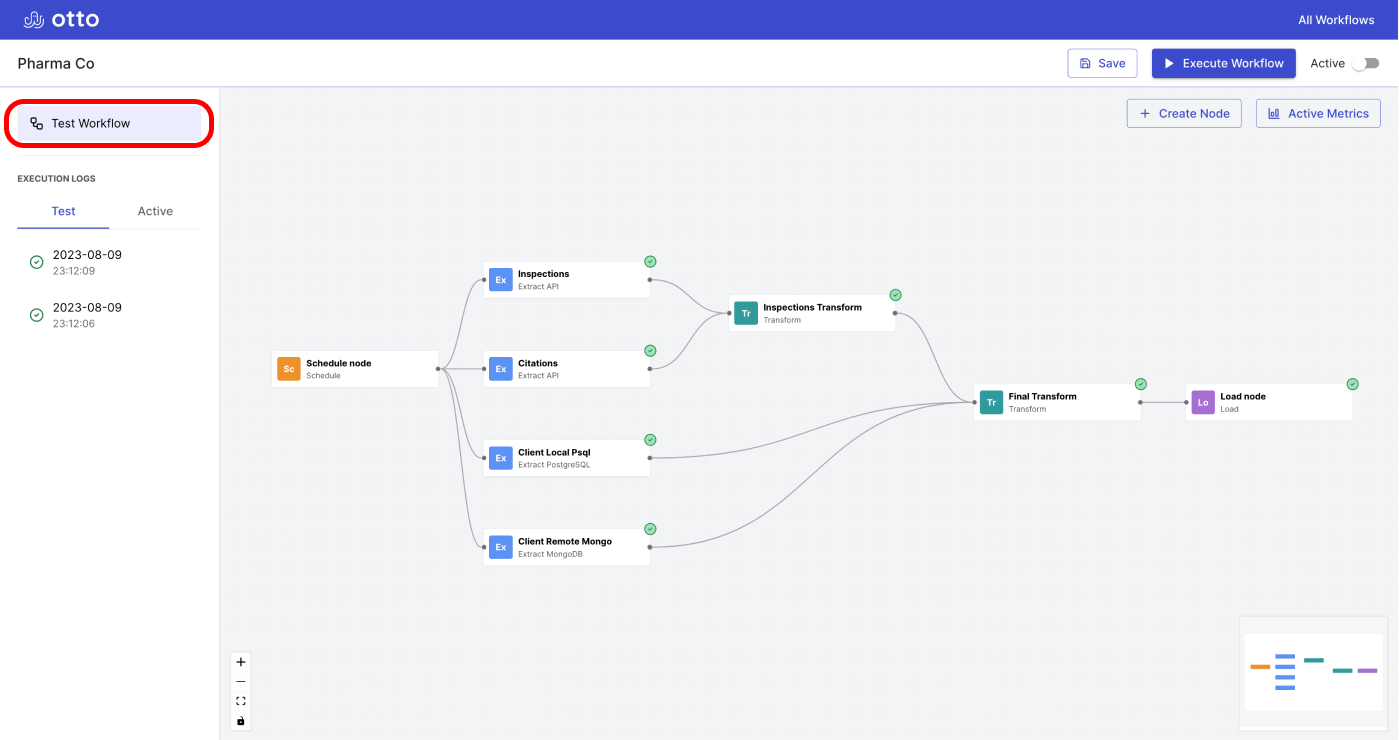 otto
All Workflows
Pharma Co
Save
Execute Workflow
Active
Test Workflow
Create Node
Active Metrics
EXECUTION LOGS
Test
Active
2023-08-09
23:12:09
2023-08-09
23:12:06
Sc
Schedule node
Schedule
Ex
Inspections
Extract API
Ex
Citations
Extract API
Ex
Client Local Psql
Extract PostgreSQL
Ex
Client Remote Mongo
Extract MongoDB
Tr
Inspections Transform
Transform
Tr
Final Transform
Transform
Lo
Load node
Load